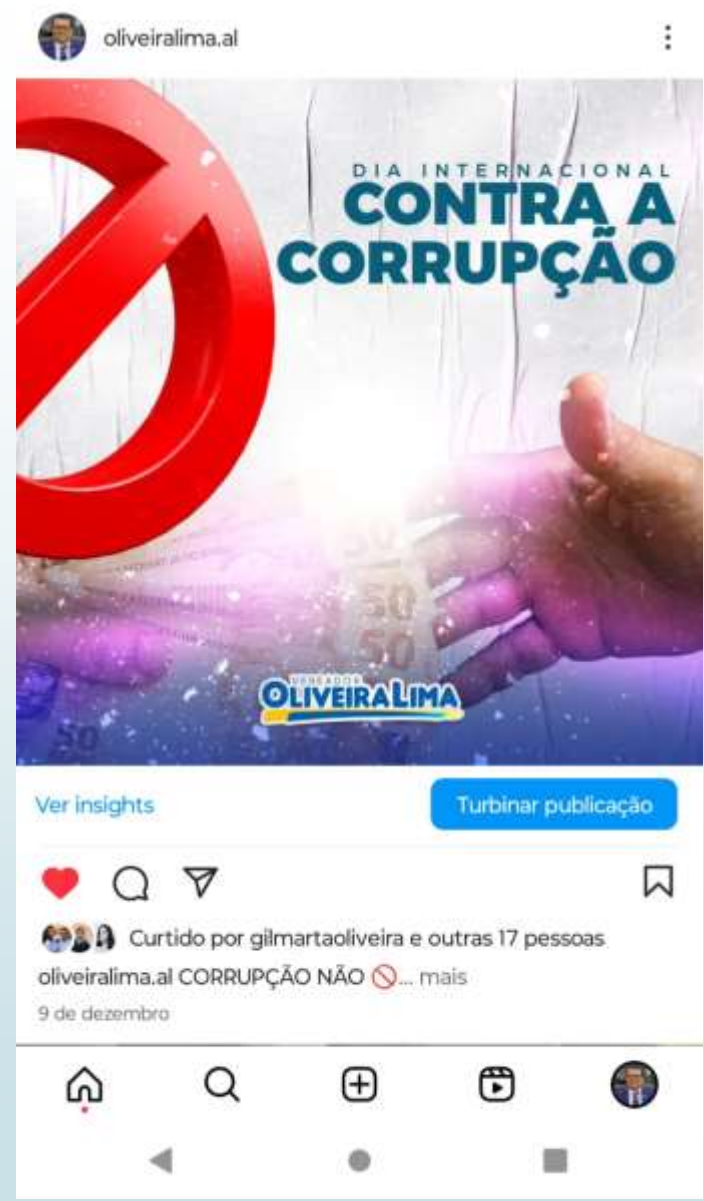 oliveiralima.al
DIA INTERNACIONAL
CONTRA A
CORRUPÇÃO
50
50
50
50
VEREADOR
OLIVEIRALIMA
Ver insights
Turbinar publicação
Curtido por gilmartaoliveira e outras 17 pessoas
oliveiralima.al CORRUPÇÃO NÃO 🚫... mais
9 de dezembro